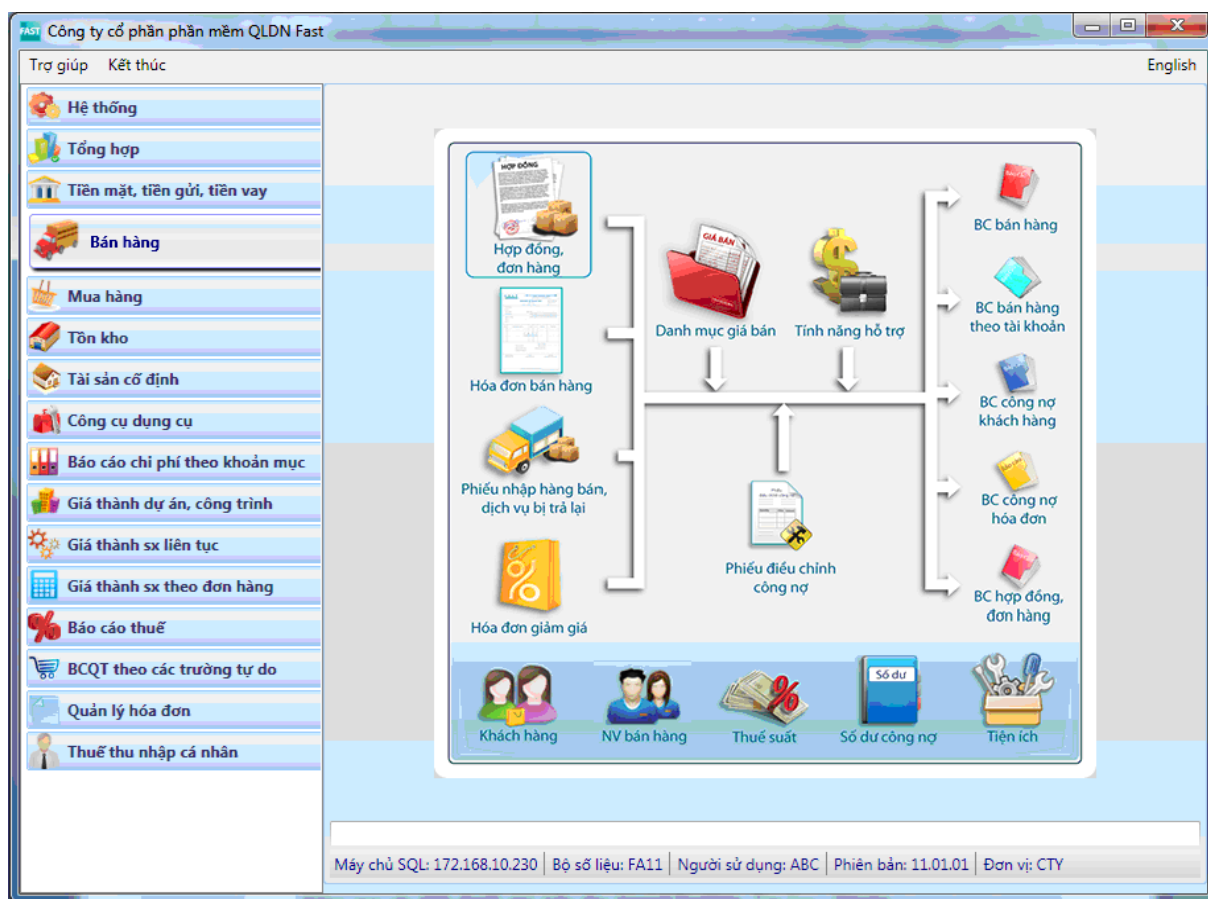 FAST Công ty cổ phần phần mềm QLDN Fast
Trợ giúp Kết thúc English
Hệ thống
Tổng hợp
Tiền mặt, tiền gửi, tiền vay
Bán hàng
Mua hàng
Tồn kho
Tài sản cố định
Công cụ dụng cụ
Báo cáo chi phí theo khoản mục
Giá thành dự án, công trình
Giá thành sx liên tục
Giá thành sx theo đơn hàng
Báo cáo thuế
BCQT theo các trường tự do
Quản lý hóa đơn
Thuế thu nhập cá nhân
HỢP ĐỒNG
Hợp đồng,
đơn hàng
Hóa đơn bán hàng
Phiếu nhập hàng bán,
dịch vụ bị trả lại
Hóa đơn giảm giá
GIÁ BÁN
Danh mục giá bán
Tính năng hỗ trợ
Phiếu điều chỉnh
công nợ
BC bán hàng
BC bán hàng
theo tài khoản
BC công nợ
khách hàng
BC công nợ
hóa đơn
BC hợp đồng,
đơn hàng
Khách hàng
NV bán hàng
Thuế suất
Số dư
Số dư công nợ
Tiện ích
Máy chủ SQL: 172.168.10.230 Bộ số liệu: FA11 Người sử dụng: ABC Phiên bản: 11.01.01 Đơn vị: CTY